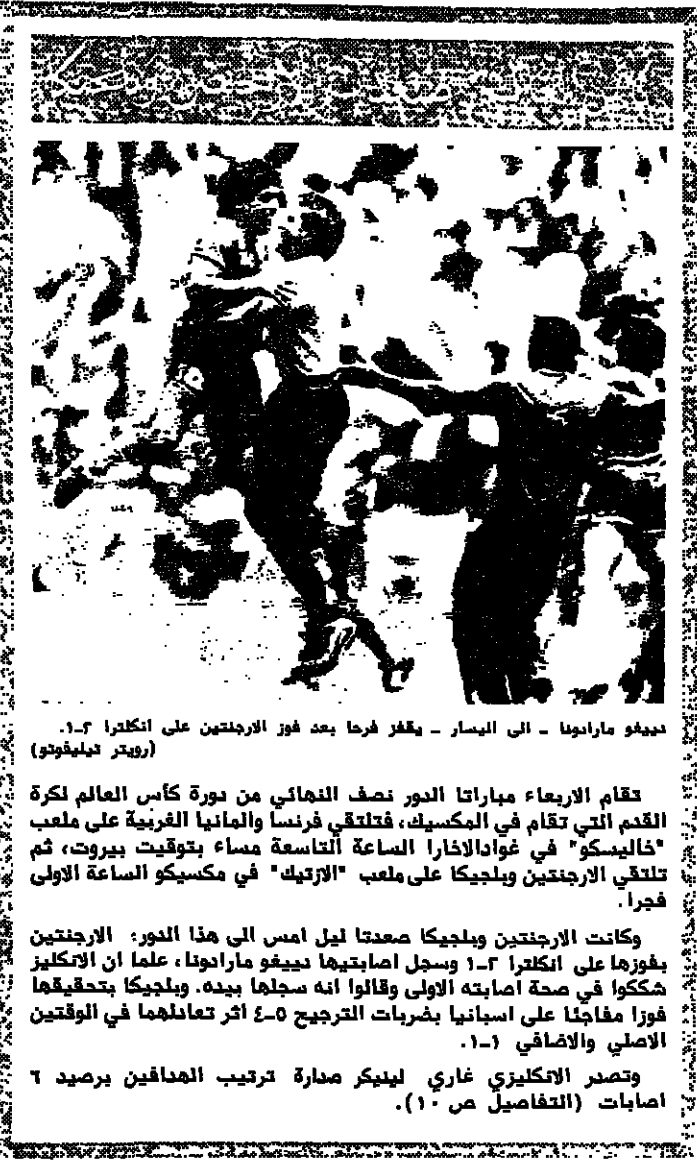 دييغو مارادونا ـ الى اليسار ـ يقفز فرحا بعد فوز الارجنتين على انكلترا ٢ـ١.
(رويتر تيليفوتو)
تقام الاربعاء مباراتا الدور نصف النهائي من دورة كأس العالم لكرة
القدم التي تقام في المكسيك، فتلتقي فرنسا والمانيا الغربية على ملعب
"خاليسكو" في غوادالاخارا الساعة التاسعة مساء بتوقيت بيروت، ثم
تلتقي الارجنتين وبلجيكا على ملعب "الازتيك" في مكسيكو الساعة الاولى
فجرا.
وكانت الارجنتين وبلجيكا صعدتا ليل امس الى هذا الدور: الارجنتين
بفوزها على انكلترا ٢ـ١ وسجل اصابتيها دييغو مارادونا، علما ان الانكليز
شككوا في صحة اصابته الاولى وقالوا انه سجلها بيده. وبلجيكا بتحقيقها
فوزا مفاجئا على اسبانيا بضربات الترجيح ٥ـ٤ اثر تعادلهما في الوقتين
الاصلي والاضافي ١ـ١.
وتصدر الانكليزي غاري لينيكر صدارة ترتيب الهدافين برصيد ٦
اصابات (التفاصيل ص ١٠).